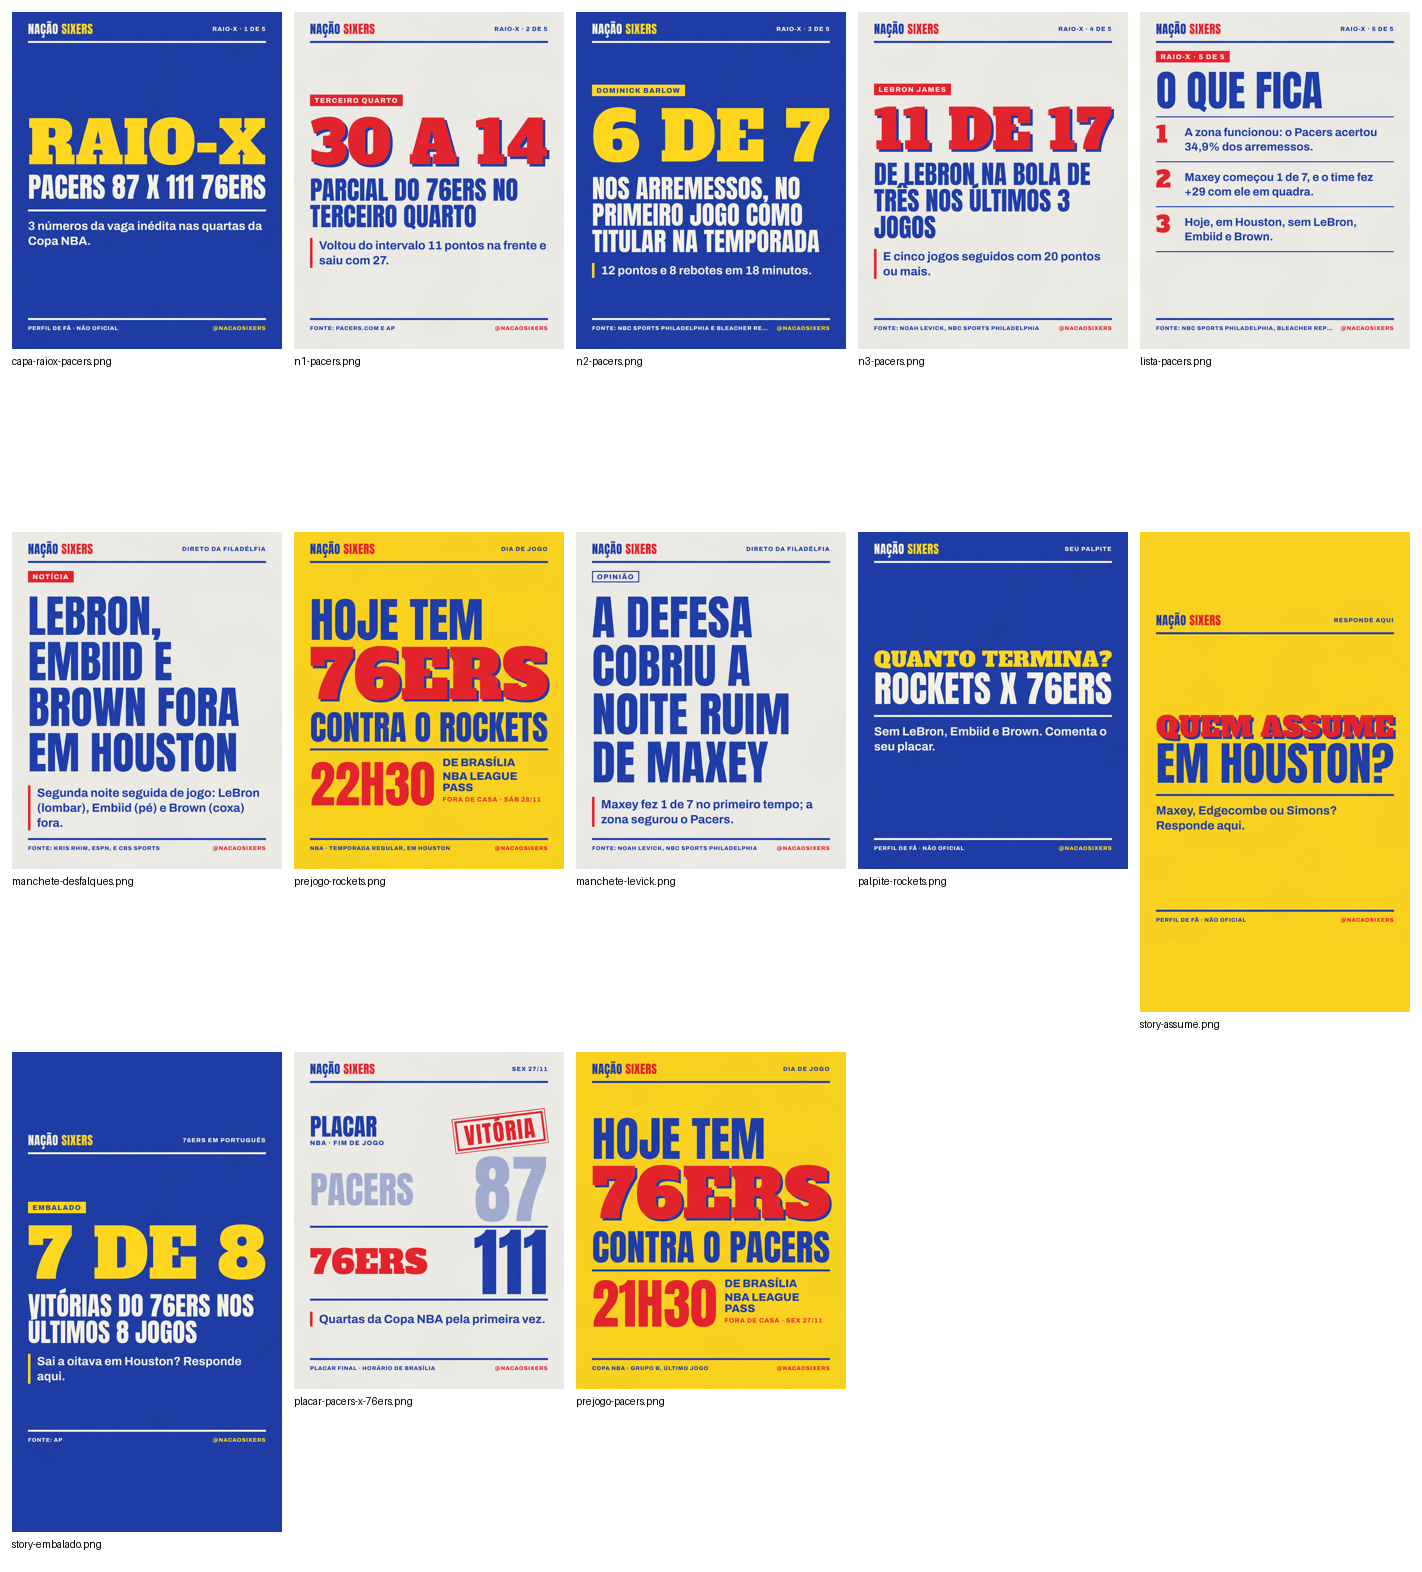 NAÇÃO SIXERS
RAIO-X · 1 DE 5
RAIO-X
PACERS 87 X 111 76ERS
3 números da vaga inédita nas quartas da
Copa NBA.
PERFIL DE FÃ · NÃO OFICIAL
@NACAOSIXERS
capa-raiox-pacers.png
NAÇÃO SIXERS
RAIO-X · 2 DE 5
TERCEIRO QUARTO
30 A 14
PARCIAL DO 76ERS NO
TERCEIRO QUARTO
Voltou do intervalo 11 pontos na frente e
saiu com 27.
FONTE: PACERS.COM E AP
@NACAOSIXERS
n1-pacers.png
NAÇÃO SIXERS
RAIO-X · 3 DE 5
DOMINICK BARLOW
6 DE 7
NOS ARREMESSOS, NO
PRIMEIRO JOGO COMO
TITULAR NA TEMPORADA
12 pontos e 8 rebotes em 18 minutos.
FONTE: NBC SPORTS PHILADELPHIA E BLEACHER RE...
@NACAOSIXERS
n2-pacers.png
NAÇÃO SIXERS
RAIO-X · 4 DE 5
LEBRON JAMES
11 DE 17
DE LEBRON NA BOLA DE
TRÊS NOS ÚLTIMOS 3
JOGOS
E cinco jogos seguidos com 20 pontos
ou mais.
FONTE: NOAH LEVICK, NBC SPORTS PHILADELPHIA
@NACAOSIXERS
n3-pacers.png
NAÇÃO SIXERS
RAIO-X · 5 DE 5
RAIO-X · 5 DE 5
O QUE FICA
1 A zona funcionou: o Pacers acertou
34,9% dos arremessos.
2 Maxey começou 1 de 7, e o time fez
+29 com ele em quadra.
3 Hoje, em Houston, sem LeBron,
Embiid e Brown.
FONTE: NBC SPORTS PHILADELPHIA, BLEACHER REP...
@NACAOSIXERS
lista-pacers.png
NAÇÃO SIXERS
DIRETO DA FILADÉLFIA
NOTÍCIA
LEBRON,
EMBIID E
BROWN FORA
EM HOUSTON
Segunda noite seguida de jogo: LeBron
(lombar), Embiid (pé) e Brown (coxa)
fora.
FONTE: KRIS RHIM, ESPN, E CBS SPORTS
@NACAOSIXERS
manchete-desfalques.png
NAÇÃO SIXERS
DIA DE JOGO
HOJE TEM
76ERS
CONTRA O ROCKETS
22H30
DE BRASÍLIA
NBA LEAGUE
PASS
FORA DE CASA · SÁB 28/11
NBA · TEMPORADA REGULAR, EM HOUSTON
@NACAOSIXERS
prejogo-rockets.png
NAÇÃO SIXERS
DIRETO DA FILADÉLFIA
OPINIÃO
A DEFESA
COBRIU A
NOITE RUIM
DE MAXEY
Maxey fez 1 de 7 no primeiro tempo; a
zona segurou o Pacers.
FONTE: NOAH LEVICK, NBC SPORTS PHILADELPHIA
@NACAOSIXERS
manchete-levick.png
NAÇÃO SIXERS
SEU PALPITE
QUANTO TERMINA?
ROCKETS X 76ERS
Sem LeBron, Embiid e Brown. Comenta o
seu placar.
PERFIL DE FÃ · NÃO OFICIAL
@NACAOSIXERS
palpite-rockets.png
NAÇÃO SIXERS
RESPONDE AQUI
QUEM ASSUME
EM HOUSTON?
Maxey, Edgecombe ou Simons?
Responde aqui.
PERFIL DE FÃ · NÃO OFICIAL
@NACAOSIXERS
story-assume.png
NAÇÃO SIXERS
76ERS EM PORTUGUÊS
EMBALADO
7 DE 8
VITÓRIAS DO 76ERS NOS
ÚLTIMOS 8 JOGOS
Sai a oitava em Houston? Responde
aqui.
FONTE: AP
@NACAOSIXERS
story-embalado.png
NAÇÃO SIXERS
SEX 27/11
PLACAR
NBA · FIM DE JOGO
VITÓRIA
PACERS 87
76ERS 111
Quartas da Copa NBA pela primeira vez.
PLACAR FINAL · HORÁRIO DE BRASÍLIA
@NACAOSIXERS
placar-pacers-x-76ers.png
NAÇÃO SIXERS
DIA DE JOGO
HOJE TEM
76ERS
CONTRA O PACERS
21H30
DE BRASÍLIA
NBA LEAGUE
PASS
FORA DE CASA · SEX 27/11
COPA NBA · GRUPO B, ÚLTIMO JOGO
@NACAOSIXERS
prejogo-pacers.png